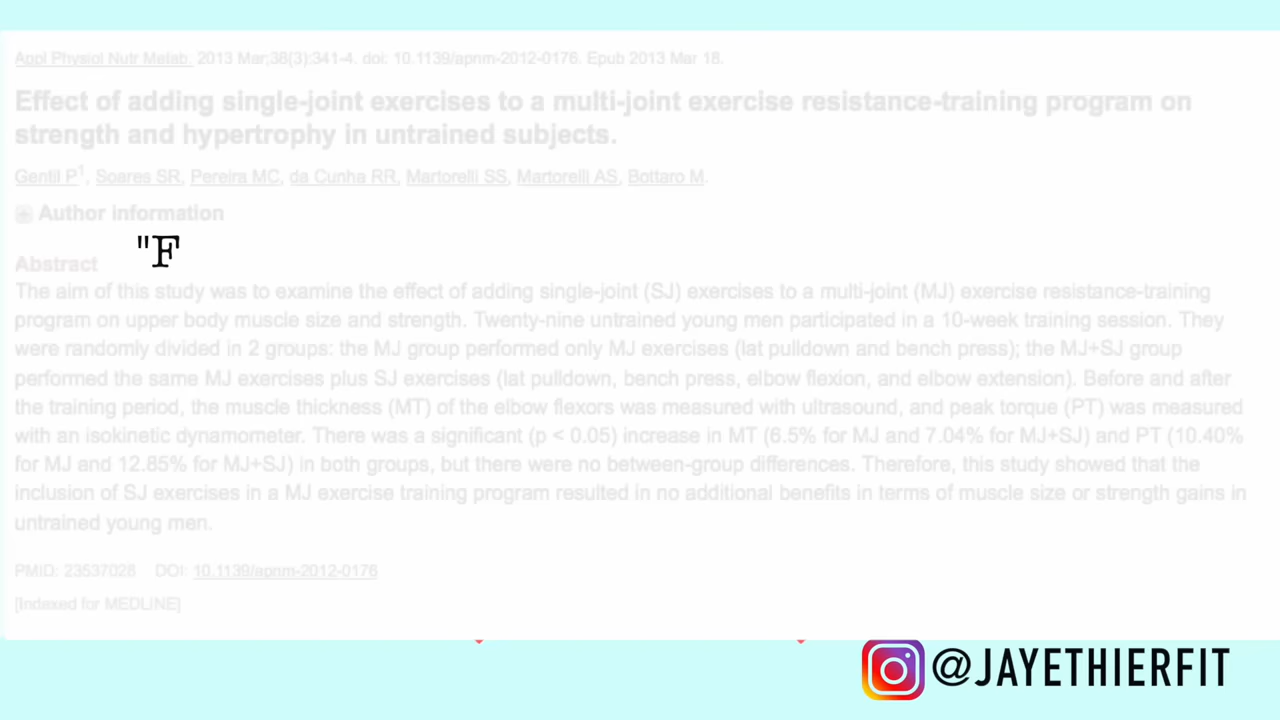 Appl Physiol Nutr Metab. 2013 Mar;38(3):341-4. doi: 10.1139/apnm-2012-0176. Epub 2013 Mar 18.
Effect of adding single-joint exercises to a multi-joint exercise resistance-training program on
strength and hypertrophy in untrained subjects.
Gentil P1, Soares SR, Pereira MC, da Cunha RR, Martorelli SS, Martorelli AS, Bottaro M.
Author information
"F
Abstract
The aim of this study was to examine the effect of adding single-joint (SJ) exercises to a multi-joint (MJ) exercise resistance-training
program on upper body muscle size and strength. Twenty-nine untrained young men participated in a 10-week training session. They
were randomly divided in 2 groups: the MJ group performed only MJ exercises (lat pulldown and bench press); the MJ+SJ group
performed the same MJ exercises plus SJ exercises (lat pulldown, bench press, elbow flexion, and elbow extension). Before and after
the training period, the muscle thickness (MT) of the elbow flexors was measured with ultrasound, and peak torque (PT) was measured
with an isokinetic dynamometer. There was a significant (p < 0.05) increase in MT (6.5% for MJ and 7.04% for MJ+SJ) and PT (10.40%
for MJ and 12.85% for MJ+SJ) in both groups, but there were no between-group differences. Therefore, this study showed that the
inclusion of SJ exercises in a MJ exercise training program resulted in no additional benefits in terms of muscle size or strength gains in
untrained young men.
PMID: 23537028 DOI: 10.1139/apnm-2012-0176
[Indexed for MEDLINE]
@JAYETHIERFIT